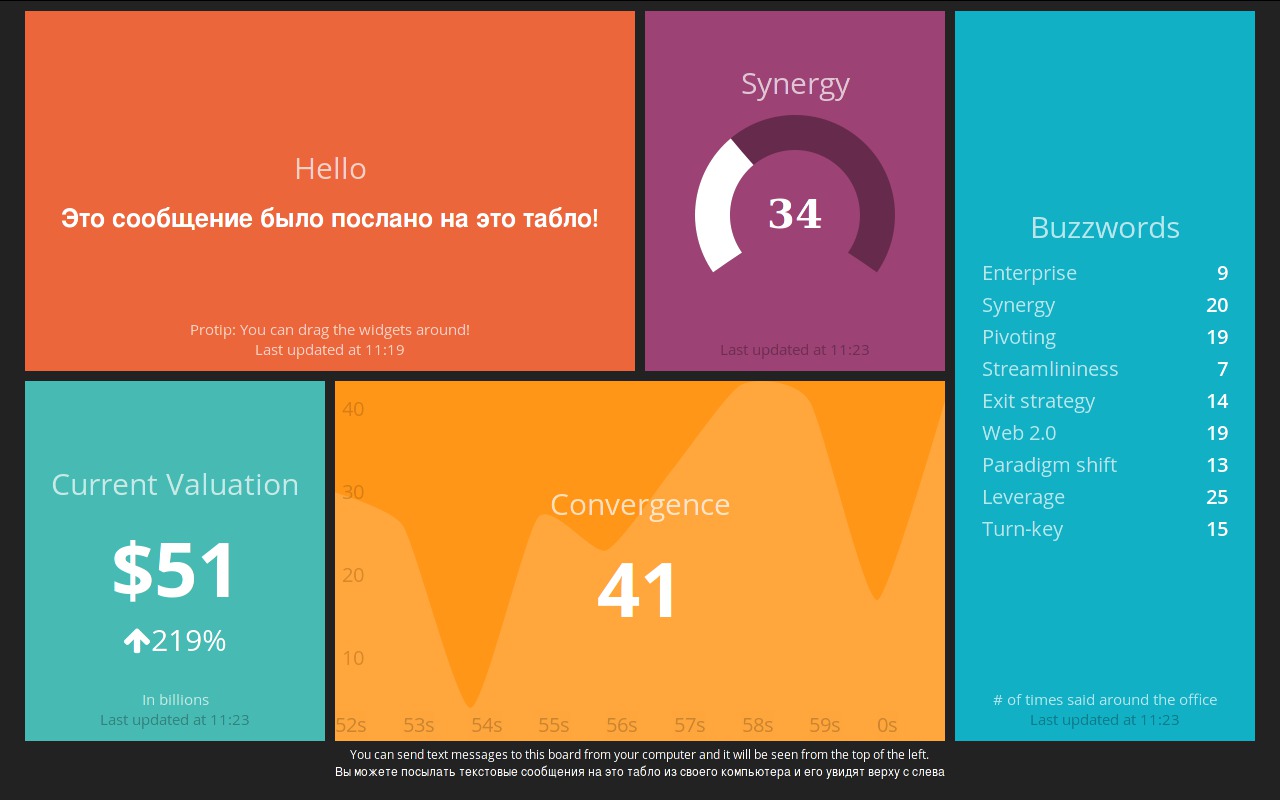 Hello
Это сообщение было послано на это табло!
Protip: You can drag the widgets around!
Last updated at 11:19
Synergy
34
Last updated at 11:23
Buzzwords
Enterprise 9
Synergy 20
Pivoting 19
Streamlininess 7
Exit strategy 14
Web 2.0 19
Paradigm shift 13
Leverage 25
Turn-key 15
# of times said around the office
Last updated at 11:23
Current Valuation
$51
219%
In billions
Last updated at 11:23
40
30
20
10
Convergence
41
52s 53s 54s 55s 56s 57s 58s 59s 0s
You can send text messages to this board from your computer and it will be seen from the top of the left.
Вы можете посылать текстовые сообщения на это табло из своего компьютера и его увидят верху с слева